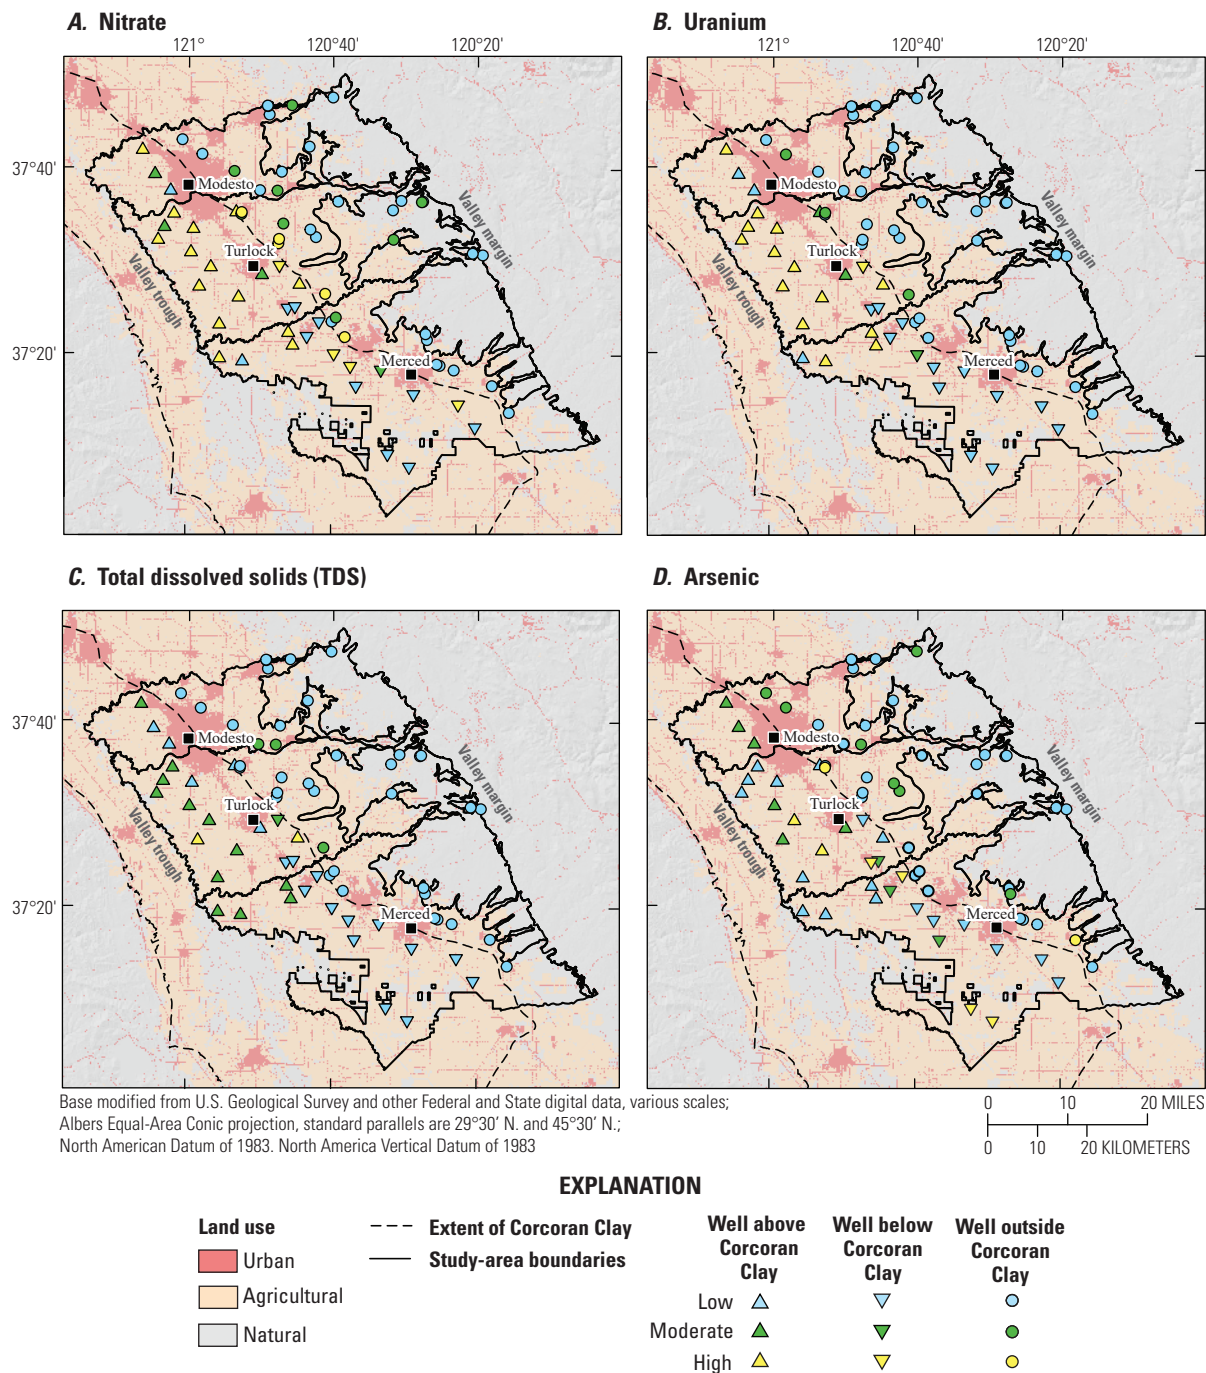 A. Nitrate
B. Uranium
121° 120°40' 120°20'
121° 120°40' 120°20'
37°40'
37°20'
Modesto
Turlock
Merced
Valley margin
Valley trough
Modesto
Turlock
Merced
Valley margin
Valley trough
C. Total dissolved solids (TDS)
D. Arsenic
37°40'
37°20'
Modesto
Turlock
Merced
Valley margin
Valley trough
Modesto
Turlock
Merced
Valley margin
Valley trough
Base modified from U.S. Geological Survey and other Federal and State digital data, various scales;
Albers Equal-Area Conic projection, standard parallels are 29°30' N. and 45°30' N.;
North American Datum of 1983. North America Vertical Datum of 1983
0 10 20 MILES
0 10 20 KILOMETERS
EXPLANATION
Land use
Urban
Agricultural
Natural
Extent of Corcoran Clay
Study-area boundaries
Well above
Corcoran
Clay
Well below
Corcoran
Clay
Well outside
Corcoran
Clay
Low
Moderate
High